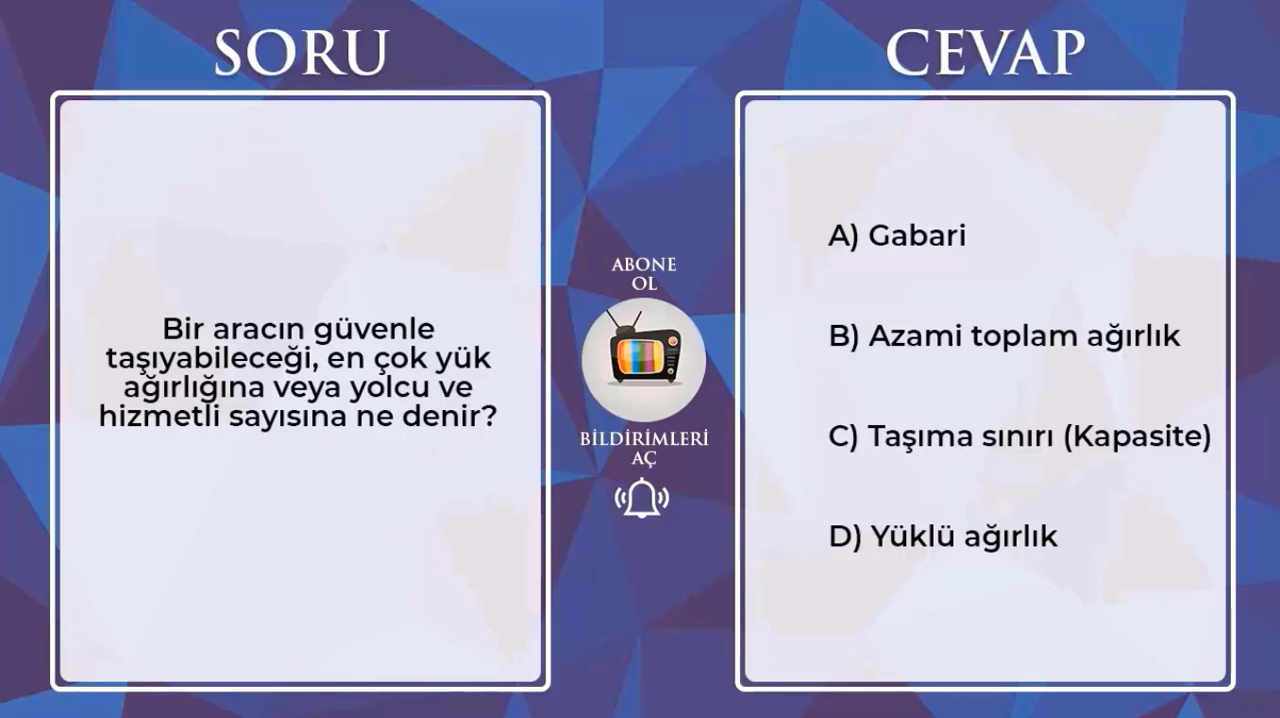 SORU
Bir aracın güvenle
taşıyabileceği, en çok yük
ağırlığına veya yolcu ve
hizmetli sayısına ne denir?
ABONE
OL
BİLDİRİMLERİ
AÇ
CEVAP
A) Gabari
B) Azami toplam ağırlık
C) Taşıma sınırı (Kapasite)
D) Yüklü ağırlık